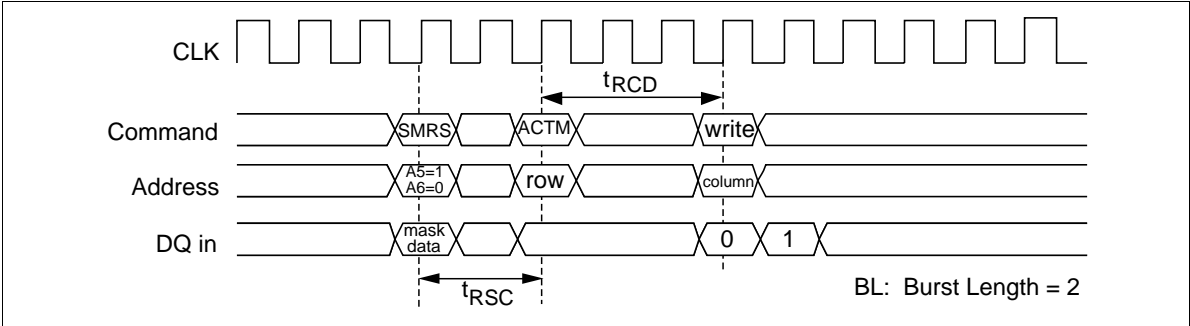 CLK
tRCD
Command SMRS ACTM write
Address A5=1 A6=0 row column
DQ in mask data 0 1
tRSC
BL: Burst Length = 2